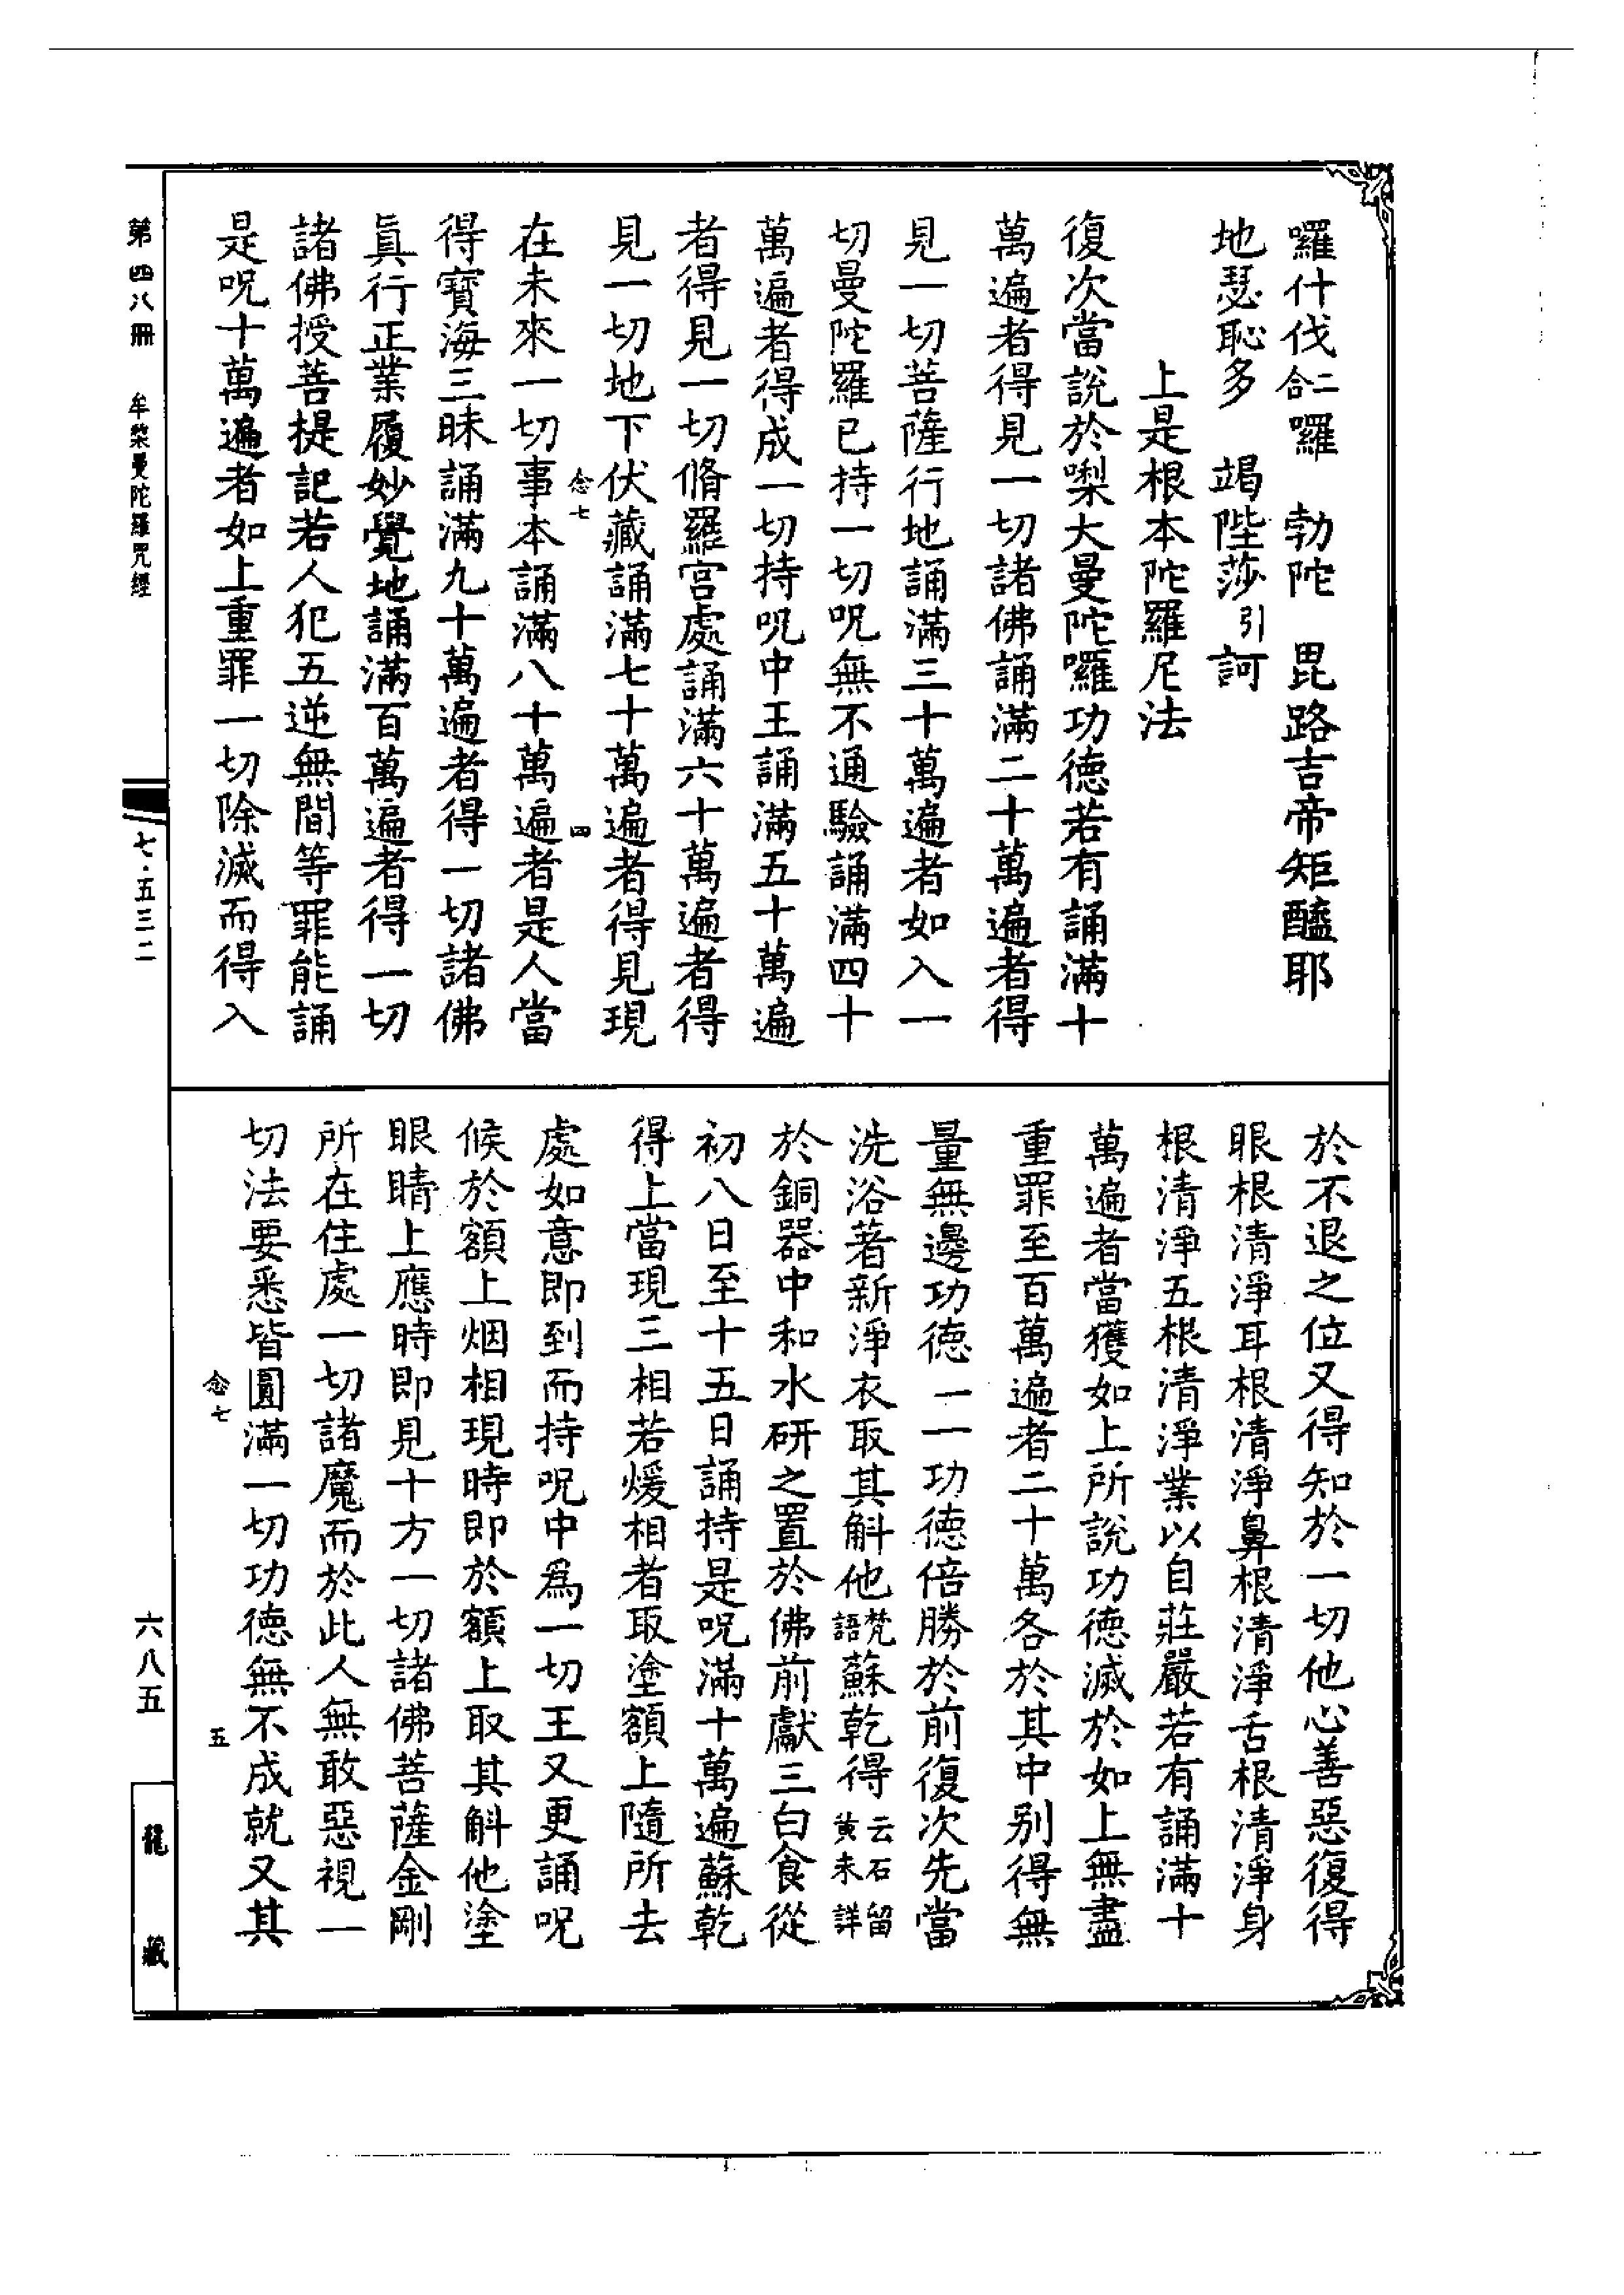 囉什伐二合囉　勃陀　毘路吉帝矩醯耶
地瑟恥多　竭陛莎引訶
上是根本陀羅尼法
復次當說於㗚大曼陀囉功德若有誦滿十
萬遍者得見一切諸佛誦滿二十萬遍者得
見一切菩薩行地誦滿三十萬遍者如入一
切曼陀羅已持一切呪無不通驗誦滿四十
萬遍者得成一切持呪中王誦滿五十萬遍
者得見一切脩羅宮處誦滿六十萬遍者得
見一切地下伏藏誦滿七十萬遍者得見現
念七　四
在未來一切事本誦滿八十萬遍者是人當
得寶海三昧誦滿九十萬遍者得一切諸佛
眞行正業履妙覺地誦滿百萬遍者得一切
諸佛授菩提記若人犯五逆無間等罪能誦
是呪十萬遍者如上重罪一切除滅而得入
於不退之位又得知於一切他心善惡復得
眼根清淨耳根清淨鼻根清淨舌根清淨身
根清淨五根清淨業以自莊嚴若有誦滿十
萬遍者當獲如上所說功德滅於如上無盡
重罪至百萬遍者二十萬各於其中別得無
量無邊功德一一功德倍勝於前復次先當
洗浴著新淨衣取其斛他梵語蘇乾得云石留黃未詳
於銅器中和水研之置於佛前獻三白食從
初八日至十五日誦持是呪滿十萬遍蘇乾
得上當現三相若煖相者取塗額上隨所去
處如意即到而持呪中爲一切王又更誦呪
候於額上烟相現時即於額上取其斛他塗
眼睛上應時即見十方一切諸佛菩薩金剛
所在住處一切諸魔而於此人無敢惡視一
切法要悉皆圓滿一切功德無不成就又其
念七　五
第四八冊　牟棃曼陀羅咒經
七·五三二
六八五
龍藏